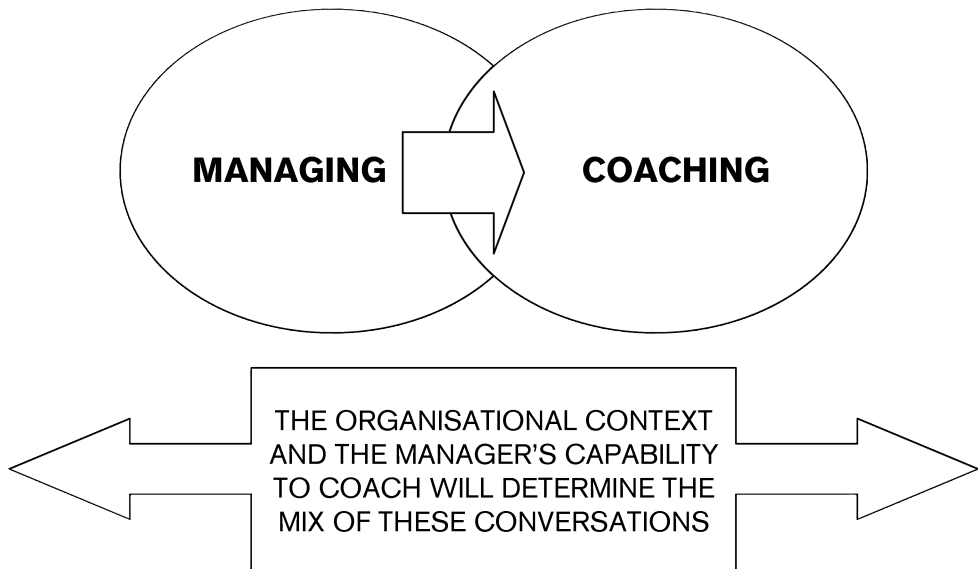 MANAGING
COACHING
THE ORGANISATIONAL CONTEXT
AND THE MANAGER’S CAPABILITY
TO COACH WILL DETERMINE THE
MIX OF THESE CONVERSATIONS